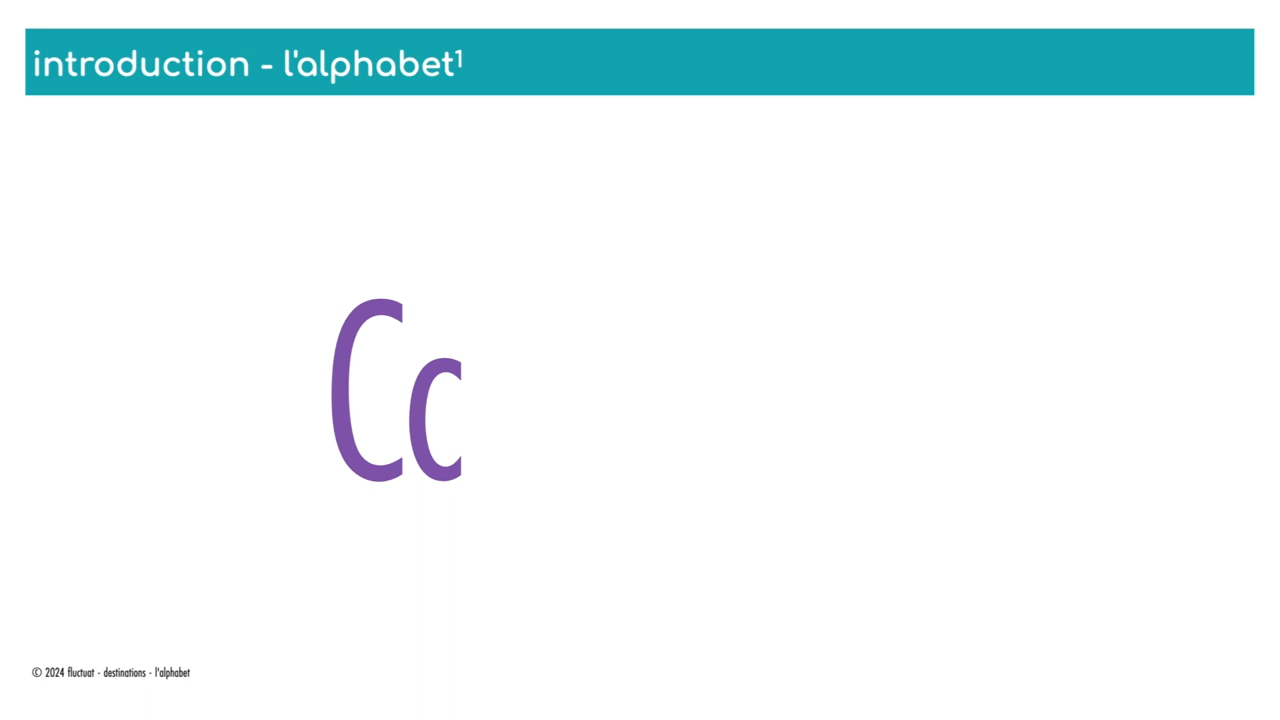 introduction - l'alphabet¹
Cc
© 2024 fluctuat - destinations - l'alphabet